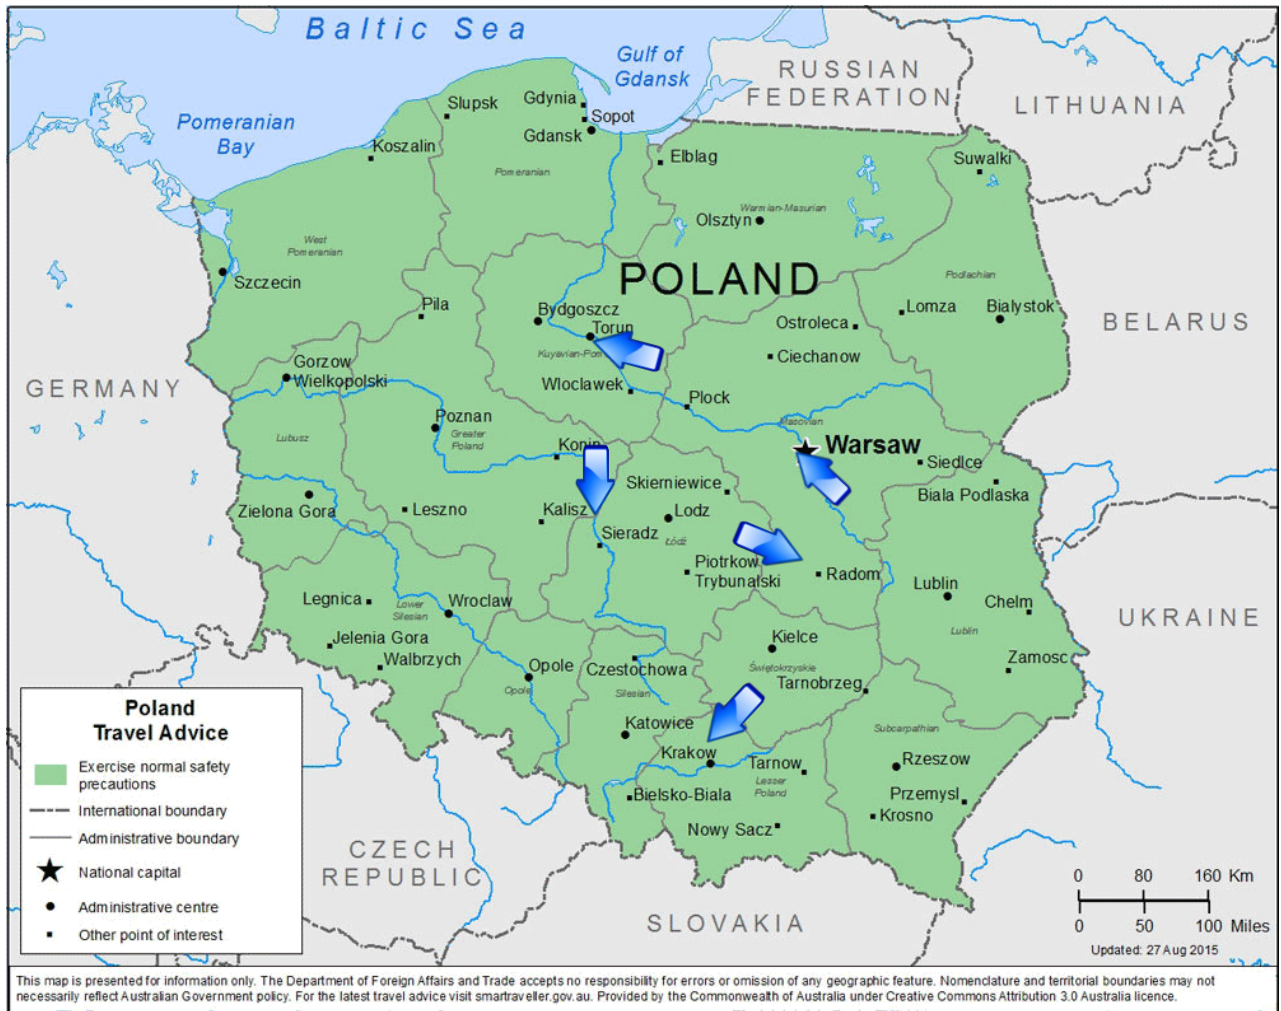 Baltic Sea
Gulf of
Gdansk
RUSSIAN
FEDERATION
LITHUANIA
Pomeranian
Bay
Slupsk
Gdynia
Sopot
Gdansk
Koszalin
Elblag
Suwalki
Pomeranian
Warmian-Masurian
Olsztyn
West
Pomeranian
Szczecin
POLAND
Podlachian
Pila
Bydgoszcz
Torun
Lomza
Bialystok
Ostroleca
BELARUS
Ciechanow
Gorzow
Wielkopolski
GERMANY
Wloclawek
Plock
Poznan
Greater
Poland
Lubusz
Masovian
Konin
Warsaw
Siedlce
Skierniewice
Biala Podlaska
Zielona Gora
Leszno
Kalisz
Lodz
Sieradz
Łódź
Piotrkow
Trybunalski
Radom
Lublin
Chelm
Legnica
Lower
Silesian
Wroclaw
UKRAINE
Lublin
Jelenia Gora
Walbrzych
Kielce
Opole
Opole
Czestochowa
Świętokrzyskie
Zamosc
Tarnobrzeg
Silesian
Katowice
Subcarpathian
Krakow
Tarnow
Rzeszow
Lesser
Poland
Bielsko-Biala
Przemysl
Krosno
Nowy Sacz
CZECH
REPUBLIC
SLOVAKIA
Poland
Travel Advice
Exercise normal safety
precautions
International boundary
Administrative boundary
National capital
Administrative centre
Other point of interest
0 80 160 Km
0 50 100 Miles
Updated: 27 Aug 2015
This map is presented for information only. The Department of Foreign Affairs and Trade accepts no responsibility for errors or omission of any geographic feature. Nomenclature and territorial boundaries may not
necessarily reflect Australian Government policy. For the latest travel advice visit smartraveller.gov.au. Provided by the Commonwealth of Australia under Creative Commons Attribution 3.0 Australia licence.